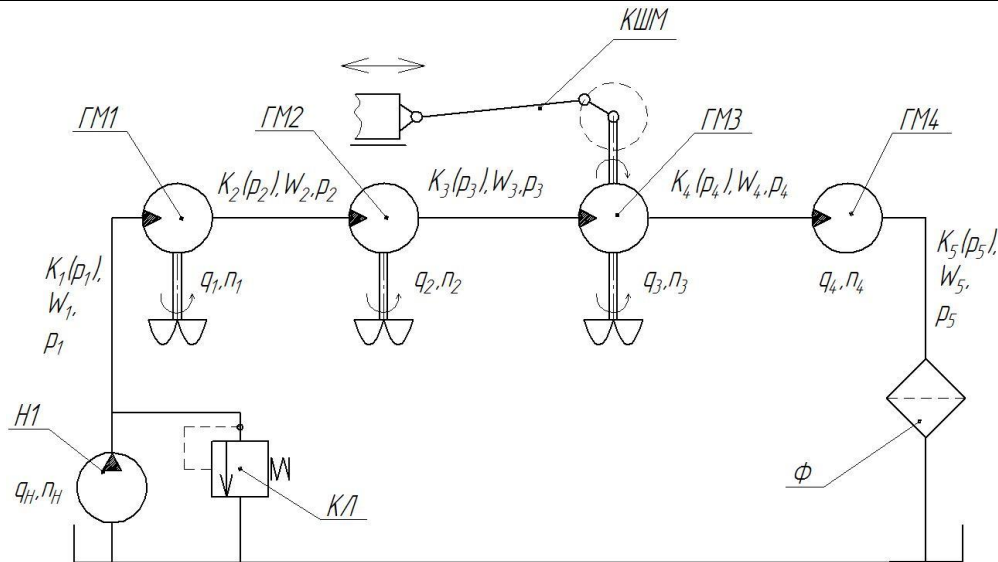 КШМ
ГМ1
ГМ2
ГМ3
ГМ4
K₂(p₂),W₂,p₂
K₃(p₃),W₃,p₃
K₄(p₄),W₄,p₄
K₁(p₁),
W₁,
p₁
q₁,n₁
q₂,n₂
q₃,n₃
q₄,n₄
K₅(p₅),
W₅,
p₅
Н1
qН,nН
КЛ
Ф